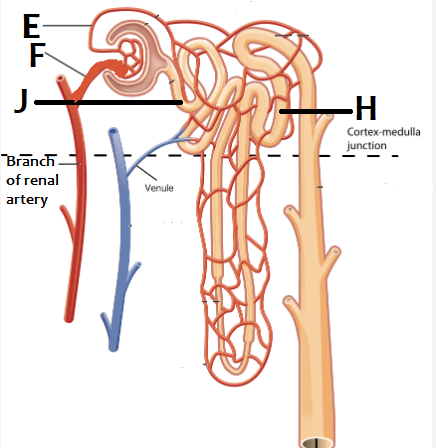 E
F
J
H
Cortex-medulla
junction
Branch
of renal
artery
Venule